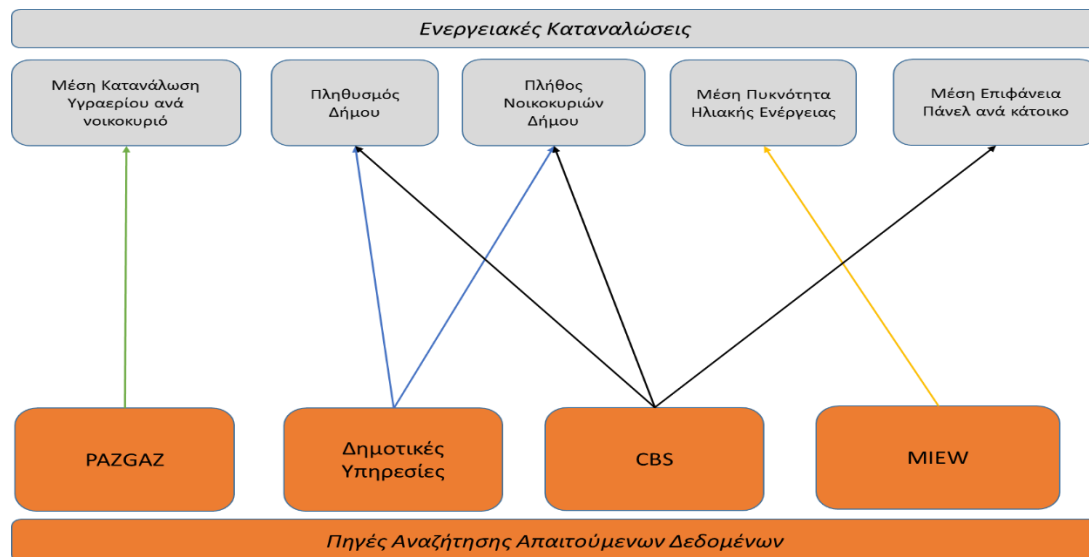 Ενεργειακές Καταναλώσεις
Μέση Κατανάλωση
Υγραερίου ανά
νοικοκυριό
Πληθυσμός
Δήμου
Πλήθος
Νοικοκυριών
Δήμου
Μέση Πυκνότητα
Ηλιακής Ενέργειας
Μέση Επιφάνεια
Πάνελ ανά κάτοικο
PAZGAZ
Δημοτικές
Υπηρεσίες
CBS
MIEW
Πηγές Αναζήτησης Απαιτούμενων Δεδομένων